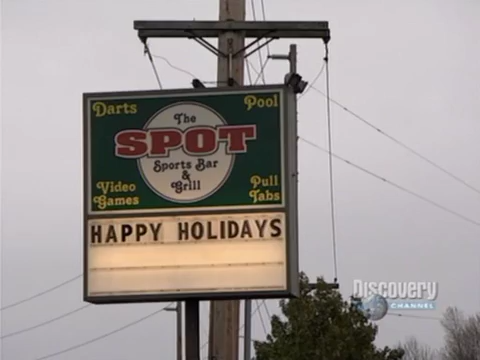 Darts
Pool
The
SPOT
Sports Bar
&
Grill
Video
Games
Pull
Tabs
HAPPY HOLIDAYS
Discovery
CHANNEL